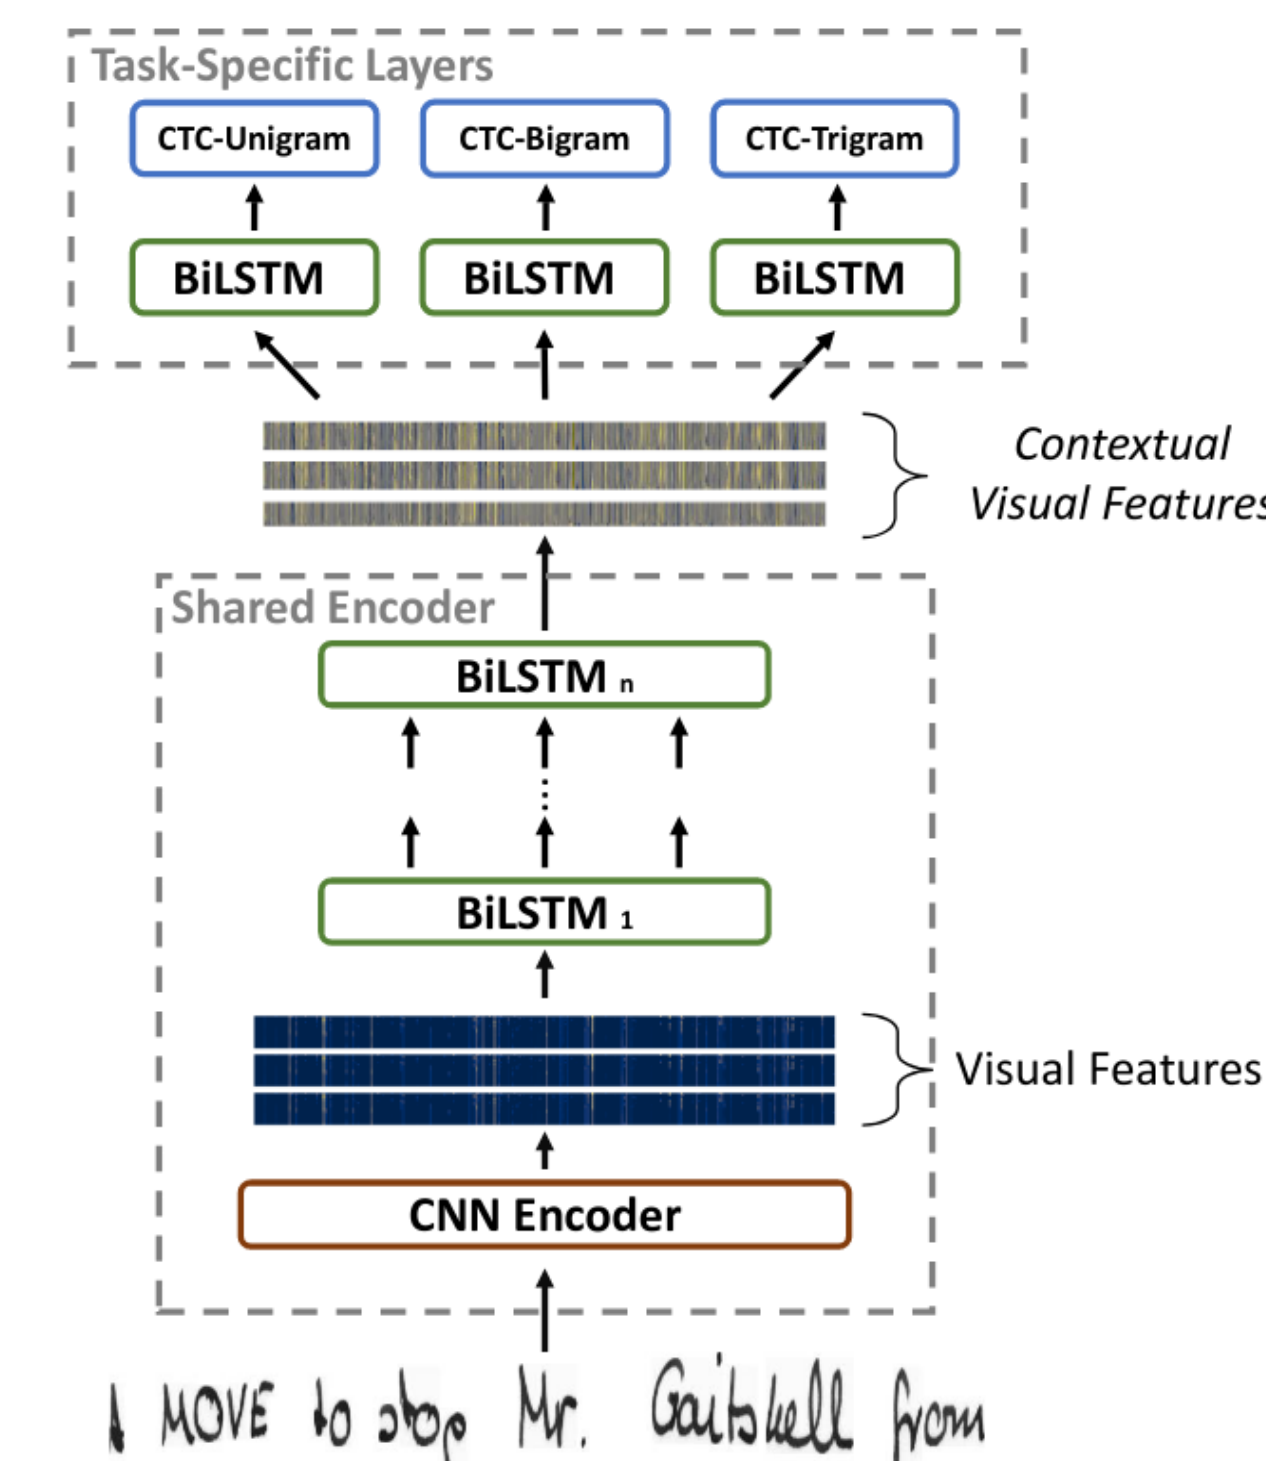 Task-Specific Layers
CTC-Unigram CTC-Bigram CTC-Trigram
BiLSTM BiLSTM BiLSTM
Contextual
Visual Features
Shared Encoder
BiLSTM n
BiLSTM 1
Visual Features
CNN Encoder
A MOVE to stop Mr. Gaitskell from